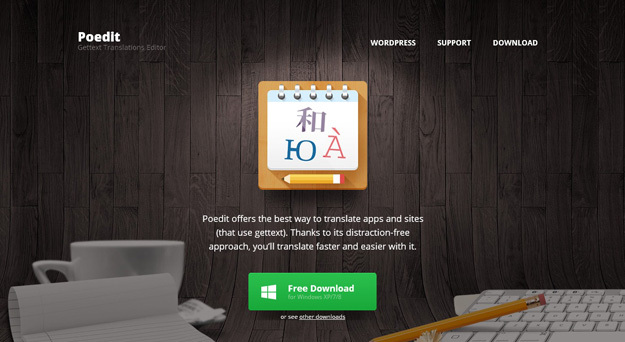 Poedit
Gettext Translations Editor
WORDPRESS SUPPORT DOWNLOAD
和
Ю À
Poedit offers the best way to translate apps and sites
(that use gettext). Thanks to its distraction-free
approach, you'll translate faster and easier with it.
Free Download
for Windows XP/7/8
or see other downloads